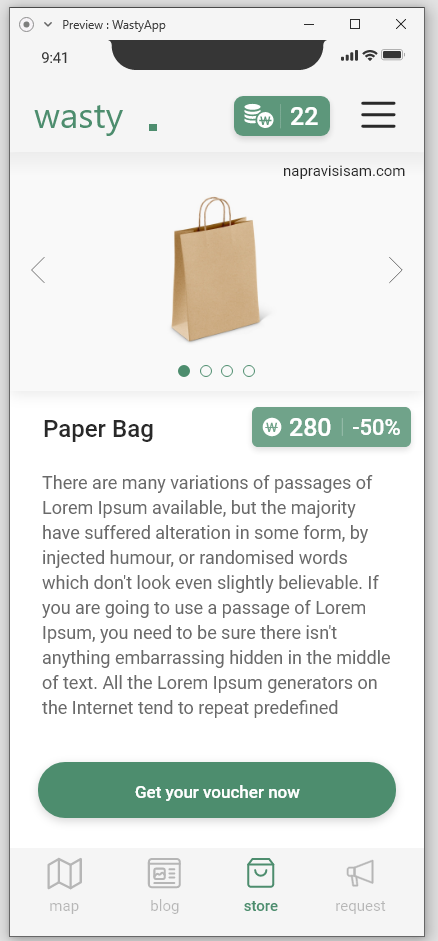 Preview : WastyApp
9:41
wasty
22
napravisisam.com
Paper Bag
280 -50%
There are many variations of passages of
Lorem Ipsum available, but the majority
have suffered alteration in some form, by
injected humour, or randomised words
which don't look even slightly believable. If
you are going to use a passage of Lorem
Ipsum, you need to be sure there isn't
anything embarrassing hidden in the middle
of text. All the Lorem Ipsum generators on
the Internet tend to repeat predefined
Get your voucher now
map blog store request